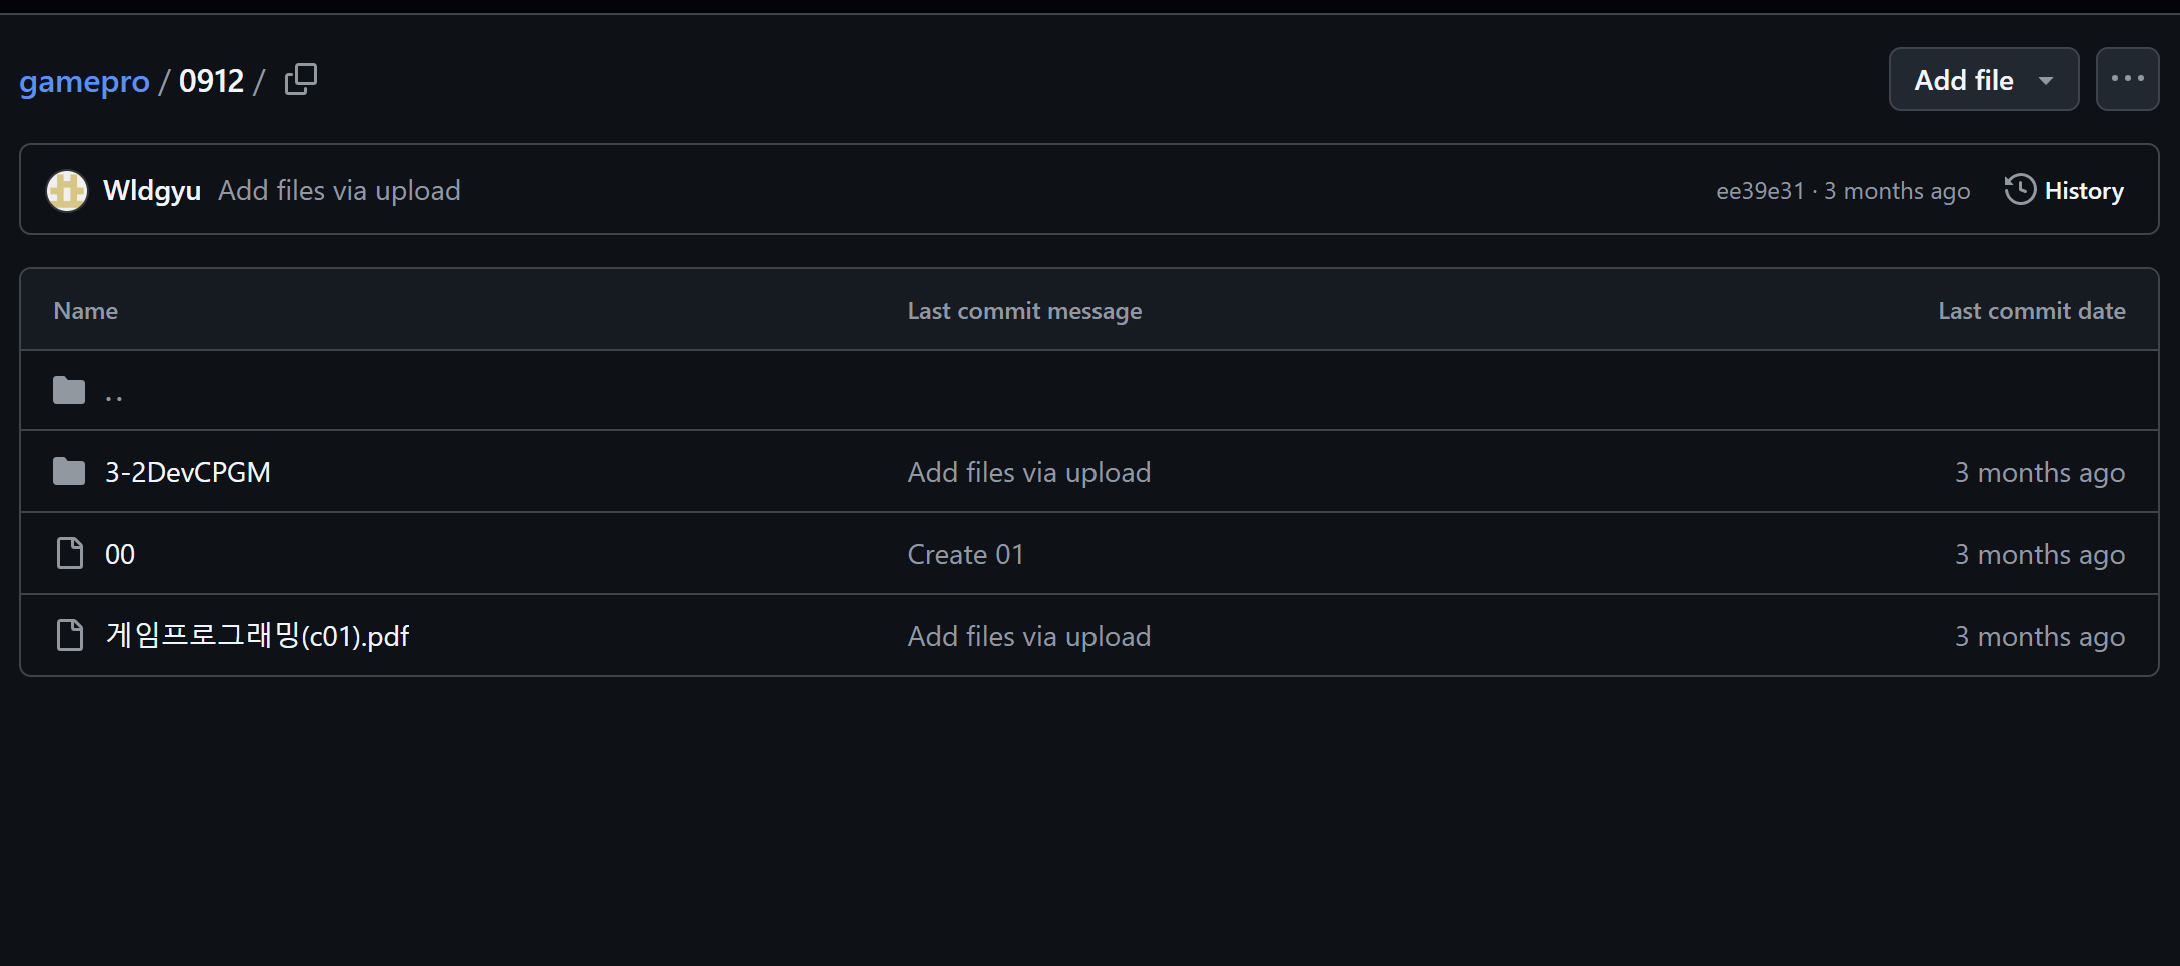 gamepro / 0912 /
Add file
Wldgyu Add files via upload
ee39e31 · 3 months ago
History
Name Last commit message Last commit date
..
3-2DevCPGM Add files via upload 3 months ago
00 Create 01 3 months ago
게임프로그래밍(c01).pdf Add files via upload 3 months ago